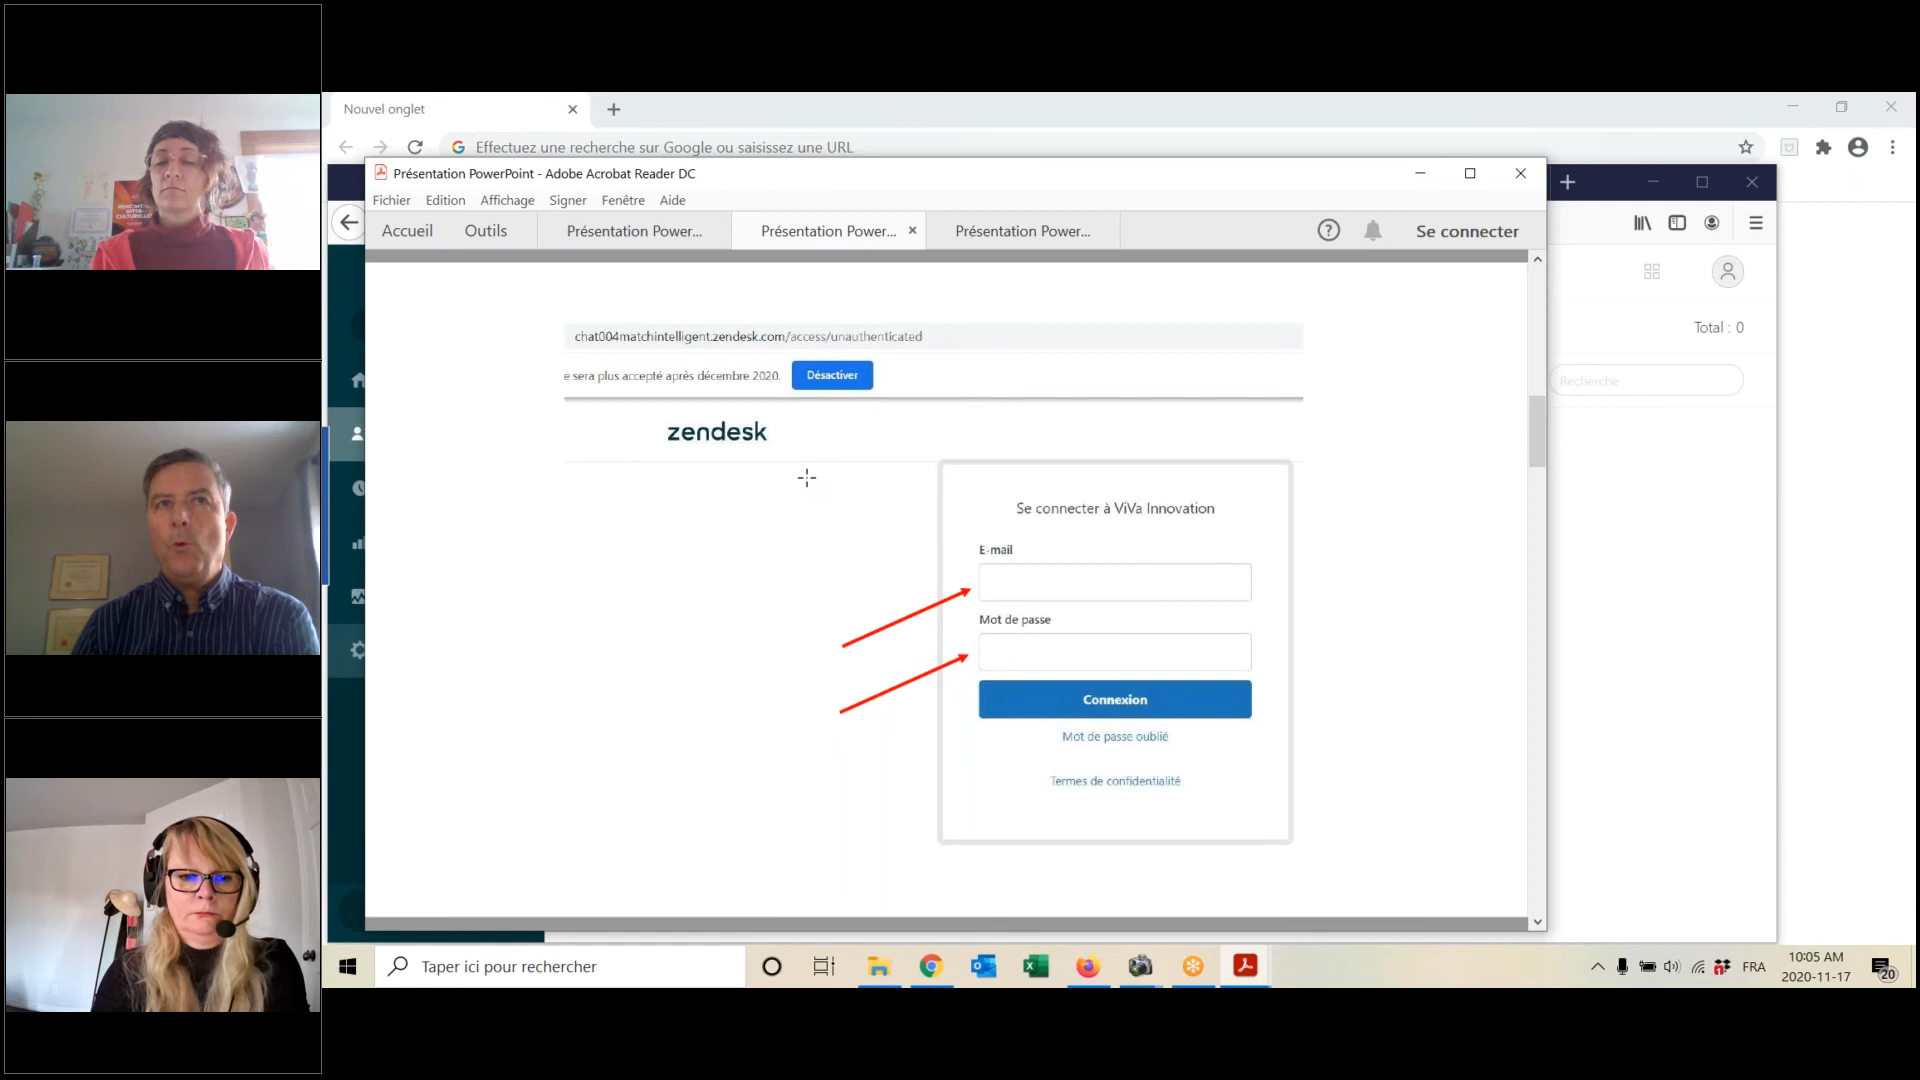 Nouvel onglet
Effectuez une recherche sur Google ou saisissez une URL
Présentation PowerPoint - Adobe Acrobat Reader DC
Fichier Edition Affichage Signer Fenêtre Aide
Accueil Outils Présentation Power... Présentation Power... Présentation Power... Se connecter
Total : 0
Recherche
chat004matchintelligent.zendesk.com/access/unauthenticated
e sera plus accepté après décembre 2020. Désactiver
zendesk
Se connecter à ViVa Innovation
E-mail
Mot de passe
Connexion
Mot de passe oublié
Termes de confidentialité
Taper ici pour rechercher
FRA
10:05 AM
2020-11-17
20